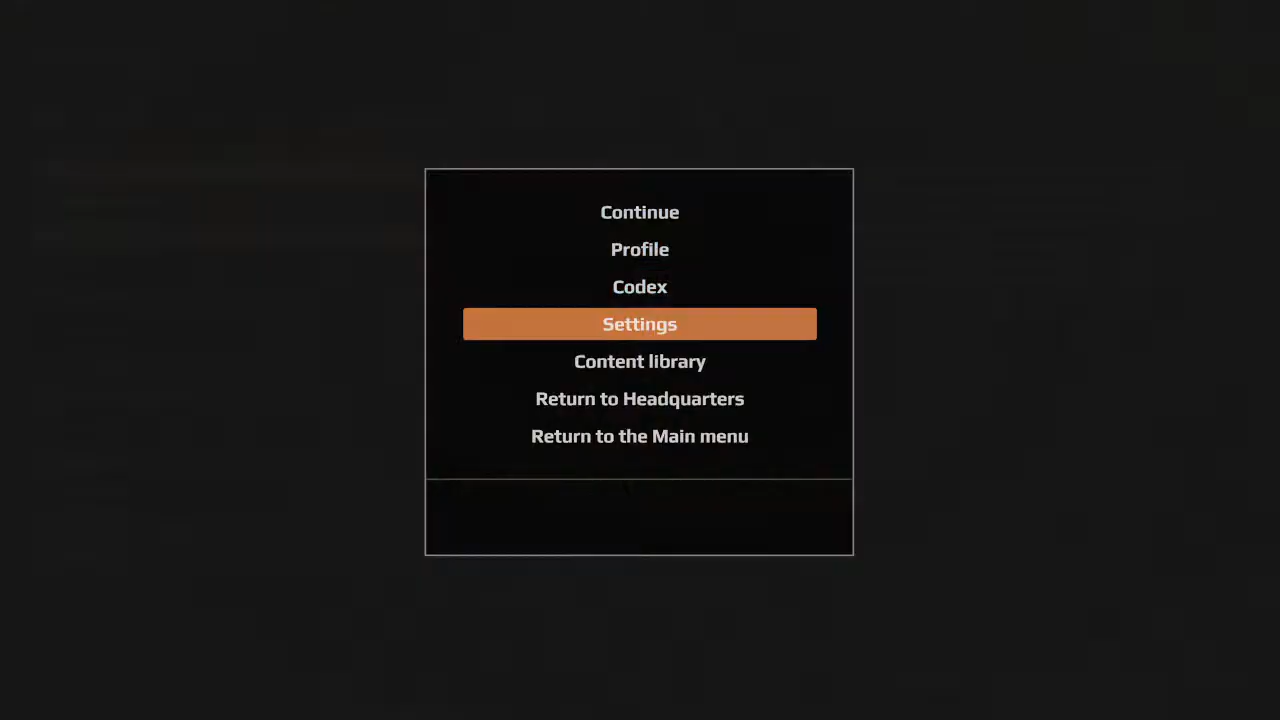 Continue
Profile
Codex
Settings
Content library
Return to Headquarters
Return to the Main menu